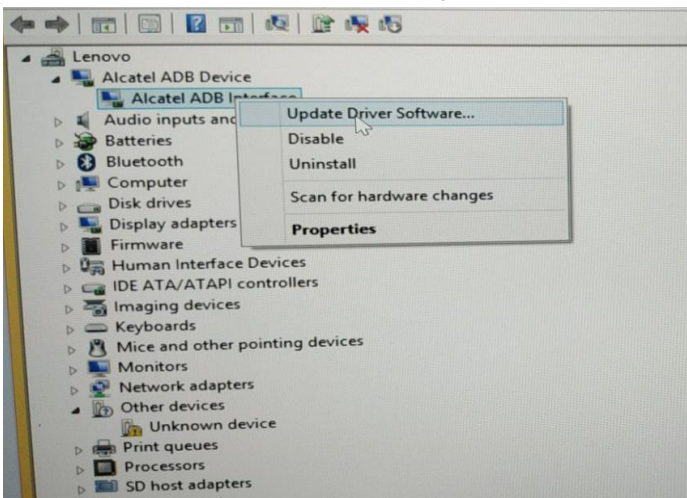 Lenovo
Alcatel ADB Device
Alcatel ADB Interface
Update Driver Software...
Audio inputs and
Disable
Batteries
Uninstall
Bluetooth
Computer
Scan for hardware changes
Disk drives
Display adapters
Properties
Firmware
Human Interface Devices
IDE ATA/ATAPI controllers
Imaging devices
Keyboards
Mice and other pointing devices
Monitors
Network adapters
Other devices
Unknown device
Print queues
Processors
SD host adapters